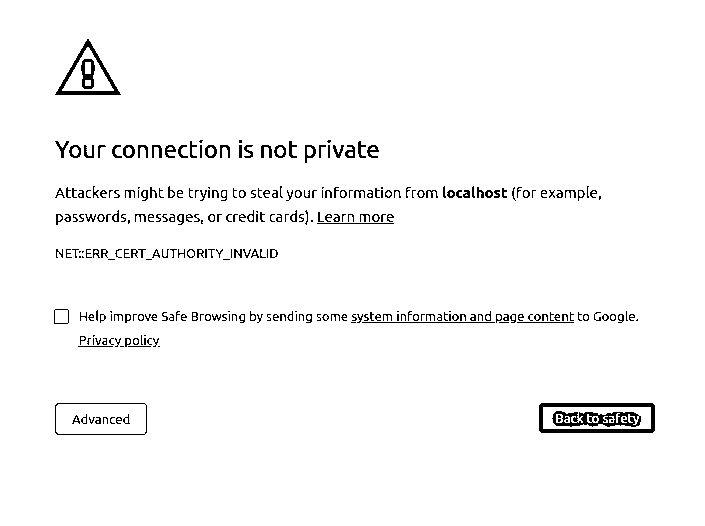 Your connection is not private
Attackers might be trying to steal your information from localhost (for example,
passwords, messages, or credit cards). Learn more
NET::ERR_CERT_AUTHORITY_INVALID
Help improve Safe Browsing by sending some system information and page content to Google.
Privacy policy
Advanced
Back to safety